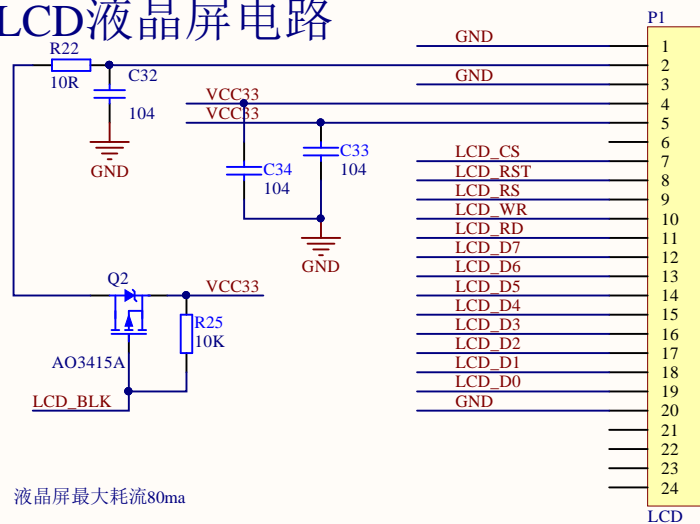 LCD液晶屏电路
R22
10R
C32
104
GND
VCC33
VCC33
C34
104
C33
104
GND
Q2
VCC33
R25
10K
AO3415A
LCD_BLK
液晶屏最大耗流80ma
P1
GND
1
2
GND
3
4
5
6
LCD_CS
7
LCD_RST
8
LCD_RS
9
LCD_WR
10
LCD_RD
11
LCD_D7
12
LCD_D6
13
LCD_D5
14
LCD_D4
15
LCD_D3
16
LCD_D2
17
LCD_D1
18
LCD_D0
19
GND
20
21
22
23
24
LCD